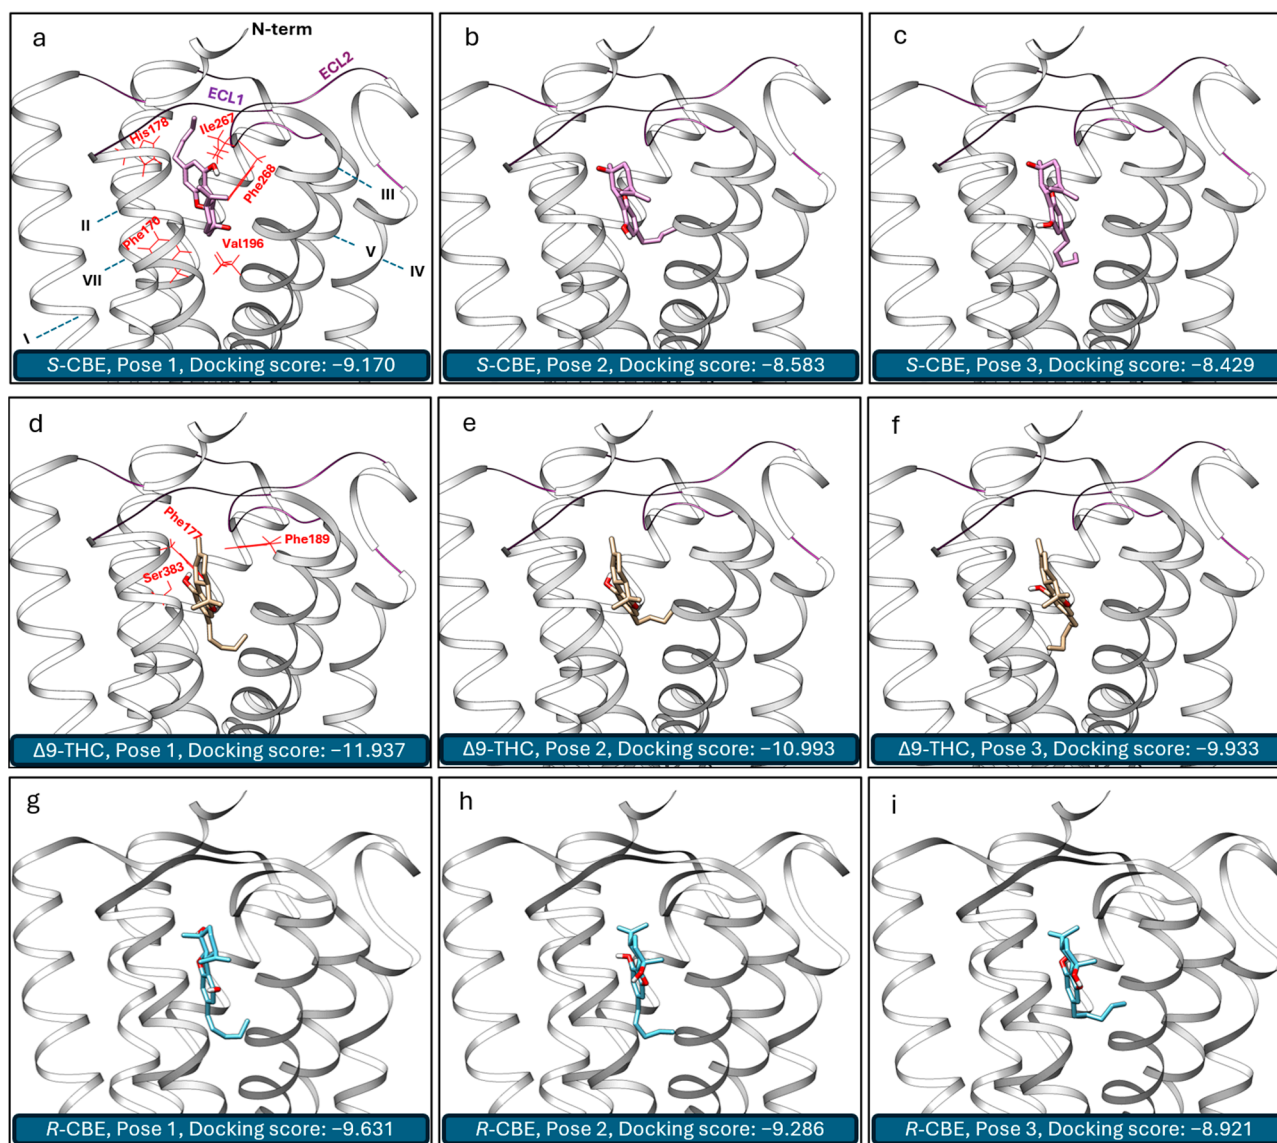 a
N-term
ECL2
ECL1
His178
Ile267
Phe268
III
II
Phe170
Val196
V
IV
VII
I
S-CBE, Pose 1, Docking score: −9.170
b
S-CBE, Pose 2, Docking score: −8.583
c
S-CBE, Pose 3, Docking score: −8.429
d
Phe177
Phe189
Ser383
Δ9-THC, Pose 1, Docking score: −11.937
e
Δ9-THC, Pose 2, Docking score: −10.993
f
Δ9-THC, Pose 3, Docking score: −9.933
g
R-CBE, Pose 1, Docking score: −9.631
h
R-CBE, Pose 2, Docking score: −9.286
i
R-CBE, Pose 3, Docking score: −8.921